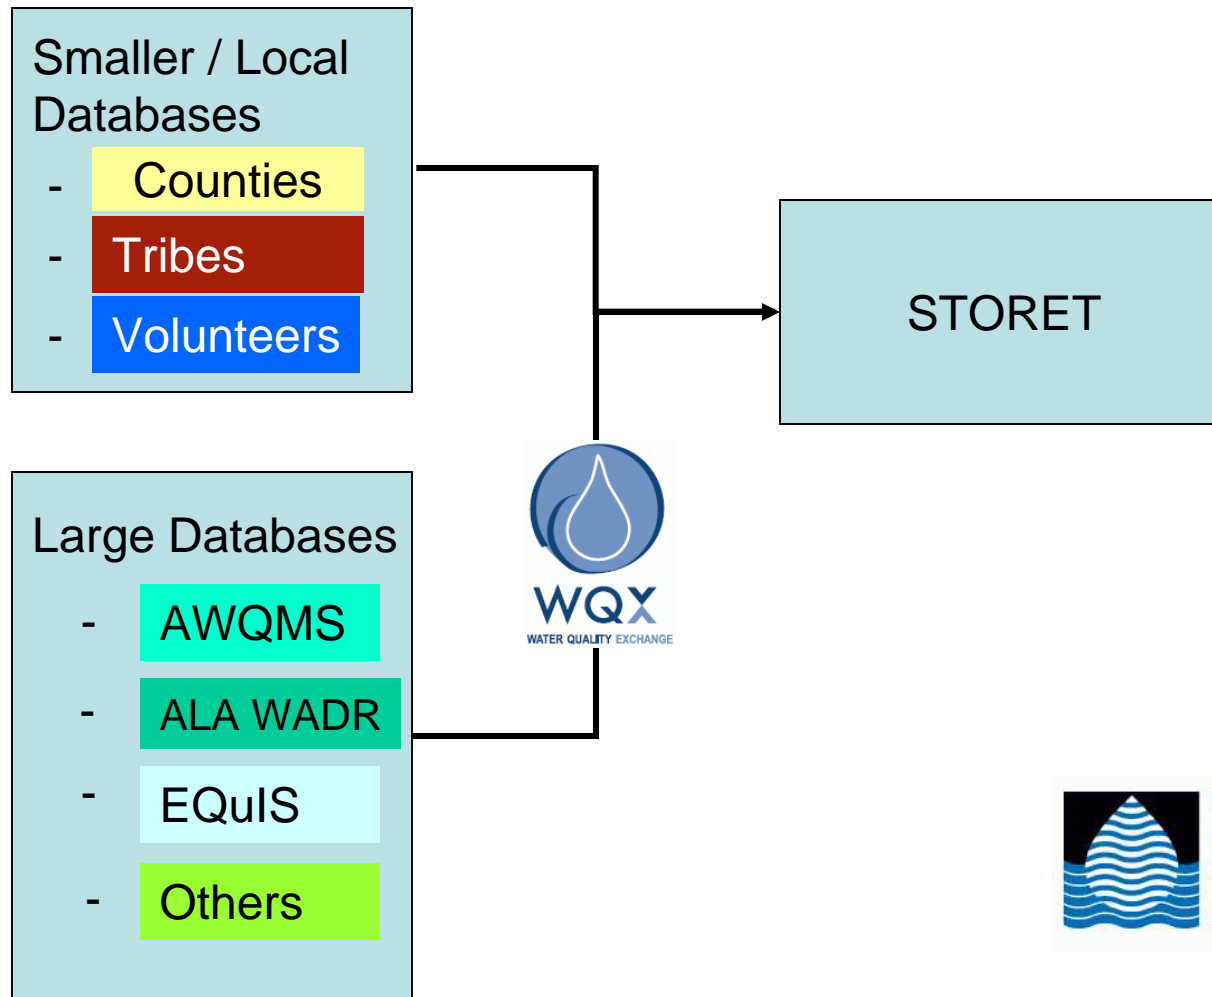 Smaller / Local
Databases
- Counties
- Tribes
- Volunteers
STORET
WQX
WATER QUALITY EXCHANGE
Large Databases
- AWQMS
- ALA WADR
- EQuIS
- Others